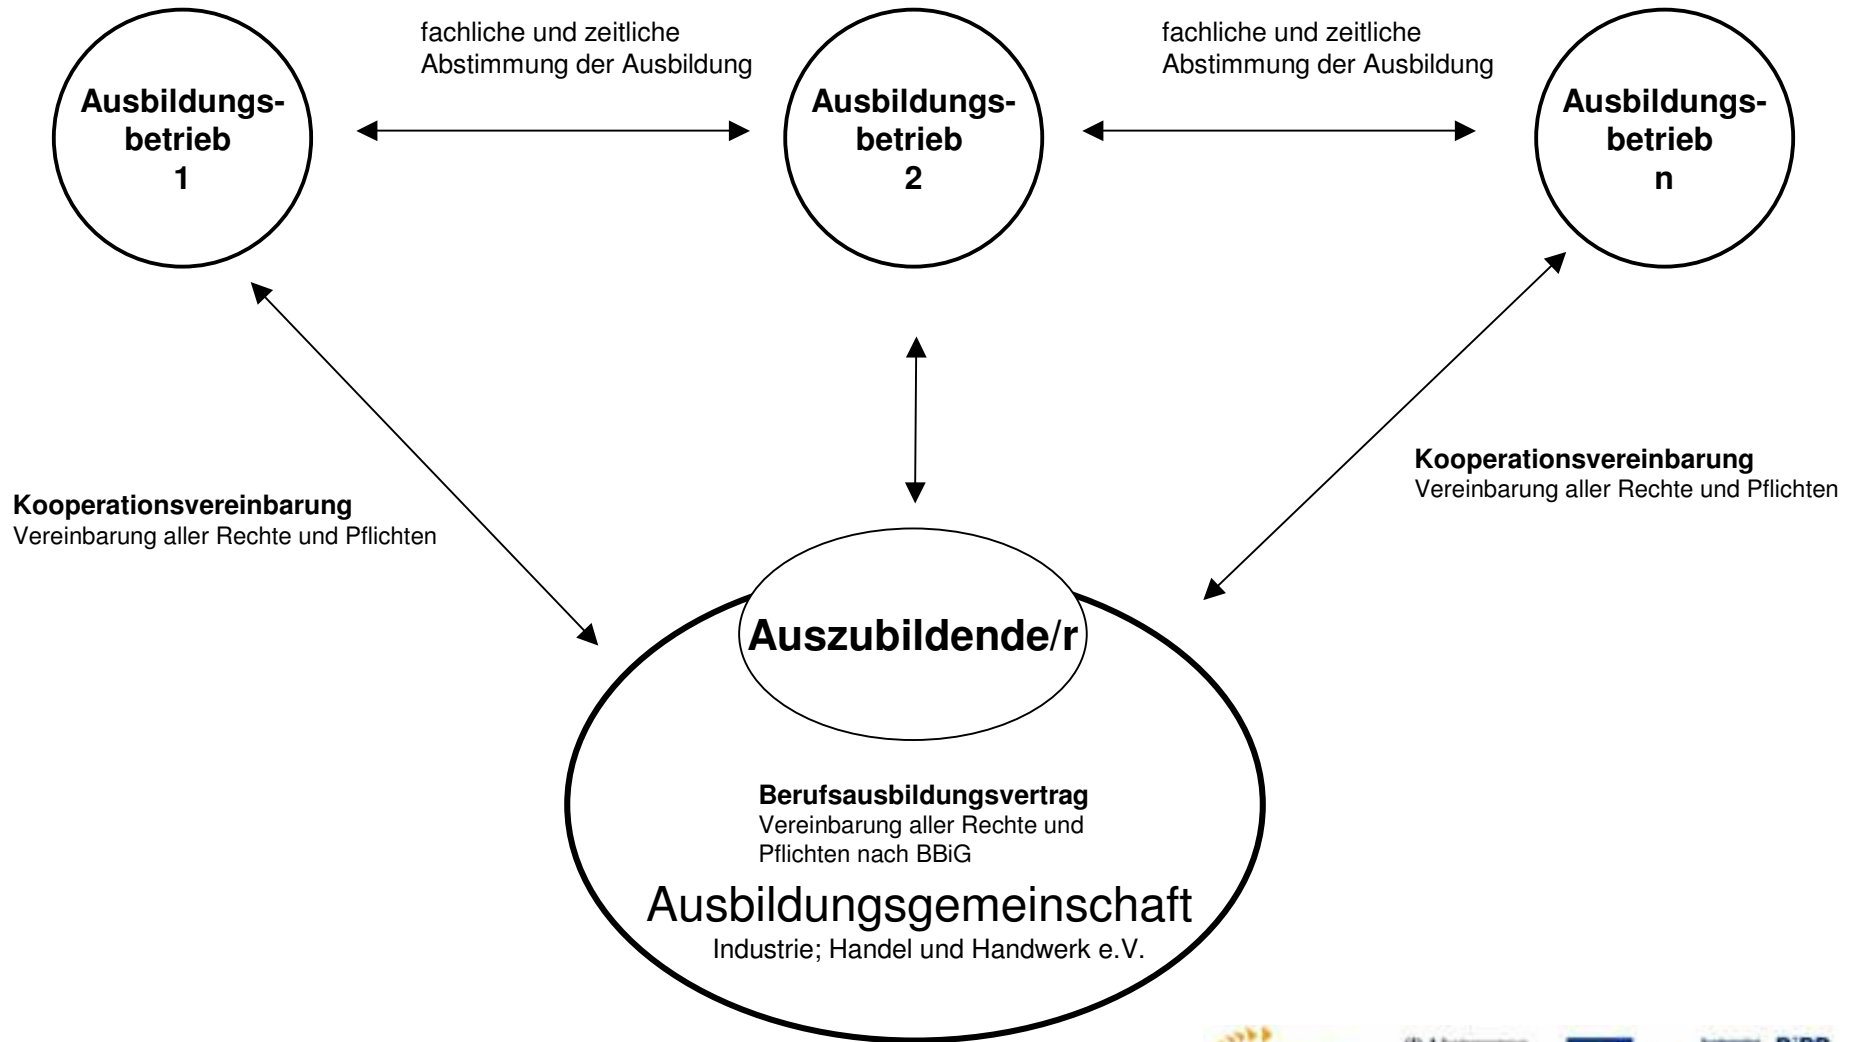 fachliche und zeitliche
Abstimmung der Ausbildung
fachliche und zeitliche
Abstimmung der Ausbildung
Ausbildungs-
betrieb
1
Ausbildungs-
betrieb
2
Ausbildungs-
betrieb
n
Kooperationsvereinbarung
Vereinbarung aller Rechte und Pflichten
Kooperationsvereinbarung
Vereinbarung aller Rechte und Pflichten
Auszubildende/r
Berufsausbildungsvertrag
Vereinbarung aller Rechte und
Pflichten nach BBiG
Ausbildungsgemeinschaft
Industrie; Handel und Handwerk e.V.